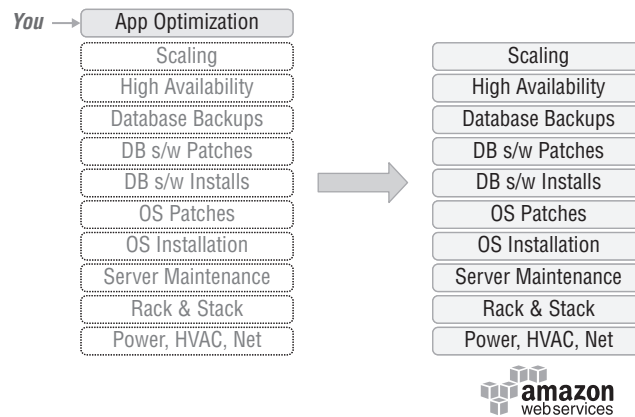 You
App Optimization
Scaling
High Availability
Database Backups
DB s/w Patches
DB s/w Installs
OS Patches
OS Installation
Server Maintenance
Rack & Stack
Power, HVAC, Net
Scaling
High Availability
Database Backups
DB s/w Patches
DB s/w Installs
OS Patches
OS Installation
Server Maintenance
Rack & Stack
Power, HVAC, Net
amazon
webservices